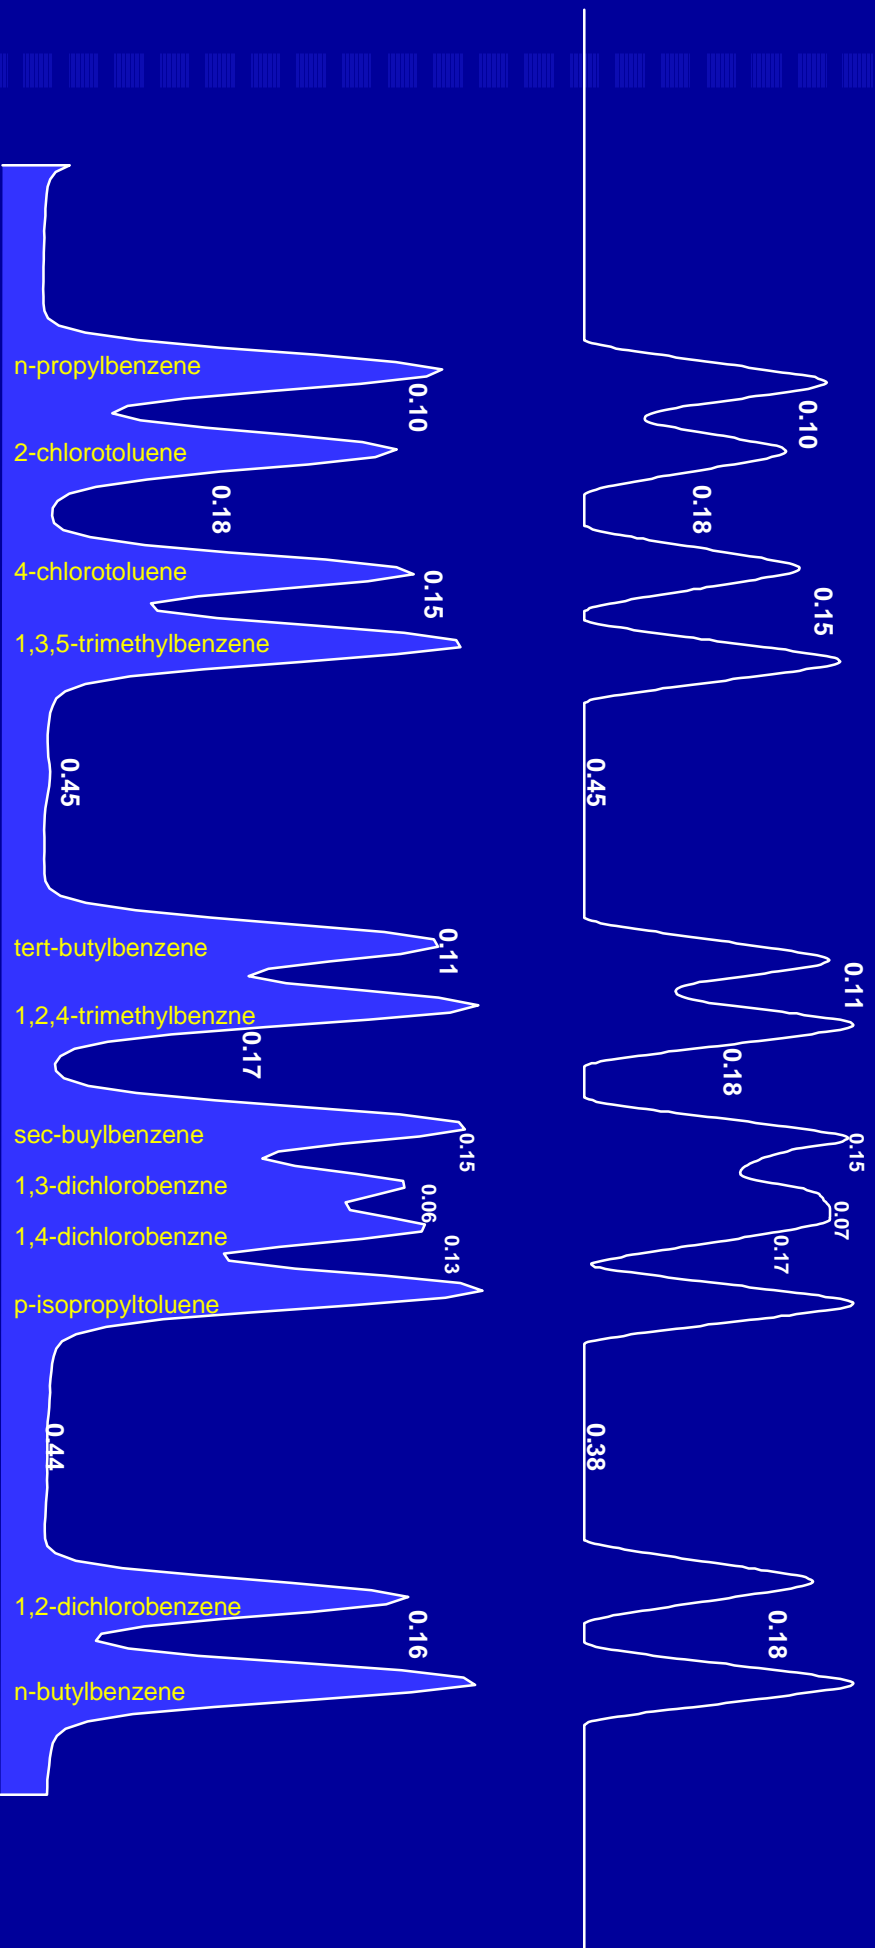 n-propylbenzene
0.10
0.10
2-chlorotoluene
0.18
0.18
4-chlorotoluene
0.15
0.15
1,3,5-trimethylbenzene
0.45
0.45
tert-butylbenzene
0.11
0.11
1,2,4-trimethylbenzne
0.17
0.18
sec-buylbenzene
0.15
0.15
1,3-dichlorobenzne
0.06
0.07
1,4-dichlorobenzne
0.13
0.17
p-isopropyltoluene
0.44
0.38
1,2-dichlorobenzene
0.16
0.18
n-butylbenzene